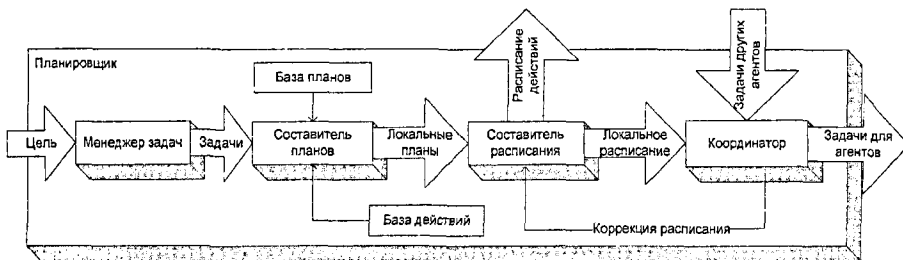 Планировщик
База планов
Расписание
действий
Задачи других
агентов
Цель
Менеджер задач
Задачи
Составитель
планов
Локальные
планы
Составитель
расписания
Локальное
расписание
Координатор
Задачи для
агентов
База действий
Коррекция расписания